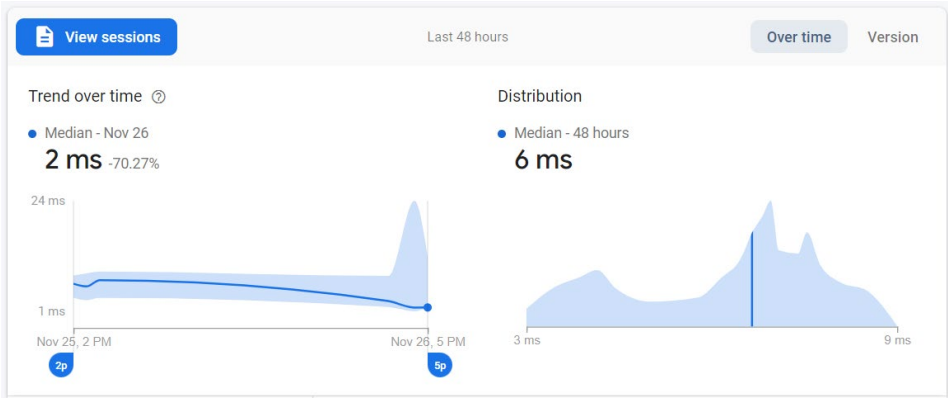 View sessions
Last 48 hours
Over time
Version
Trend over time
Median - Nov 26
2 ms -70.27%
24 ms
1 ms
Nov 25, 2 PM
Nov 26, 5 PM
2p
5p
Distribution
Median - 48 hours
6 ms
3 ms
9 ms